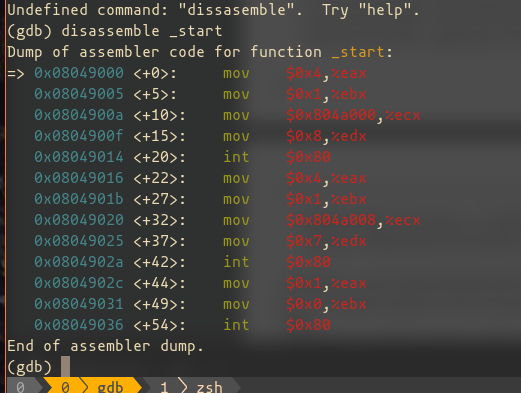 Undefined command: "dissasemble".  Try "help".
(gdb) disassemble _start
Dump of assembler code for function _start:
=> 0x08049000 <+0>:     mov    $0x4,%eax
   0x08049005 <+5>:     mov    $0x1,%ebx
   0x0804900a <+10>:    mov    $0x804a000,%ecx
   0x0804900f <+15>:    mov    $0x8,%edx
   0x08049014 <+20>:    int    $0x80
   0x08049016 <+22>:    mov    $0x4,%eax
   0x0804901b <+27>:    mov    $0x1,%ebx
   0x08049020 <+32>:    mov    $0x804a008,%ecx
   0x08049025 <+37>:    mov    $0x7,%edx
   0x0804902a <+42>:    int    $0x80
   0x0804902c <+44>:    mov    $0x1,%eax
   0x08049031 <+49>:    mov    $0x0,%ebx
   0x08049036 <+54>:    int    $0x80
End of assembler dump.
(gdb)
0 0 gdb 1 zsh